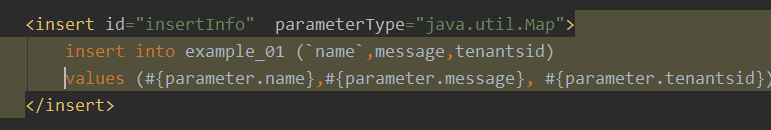 <insert id="insertInfo"  parameterType="java.util.Map">
insert into example_01 (`name`,message,tenantsid)
values (#{parameter.name},#{parameter.message}, #{parameter.tenantsid})
</insert>